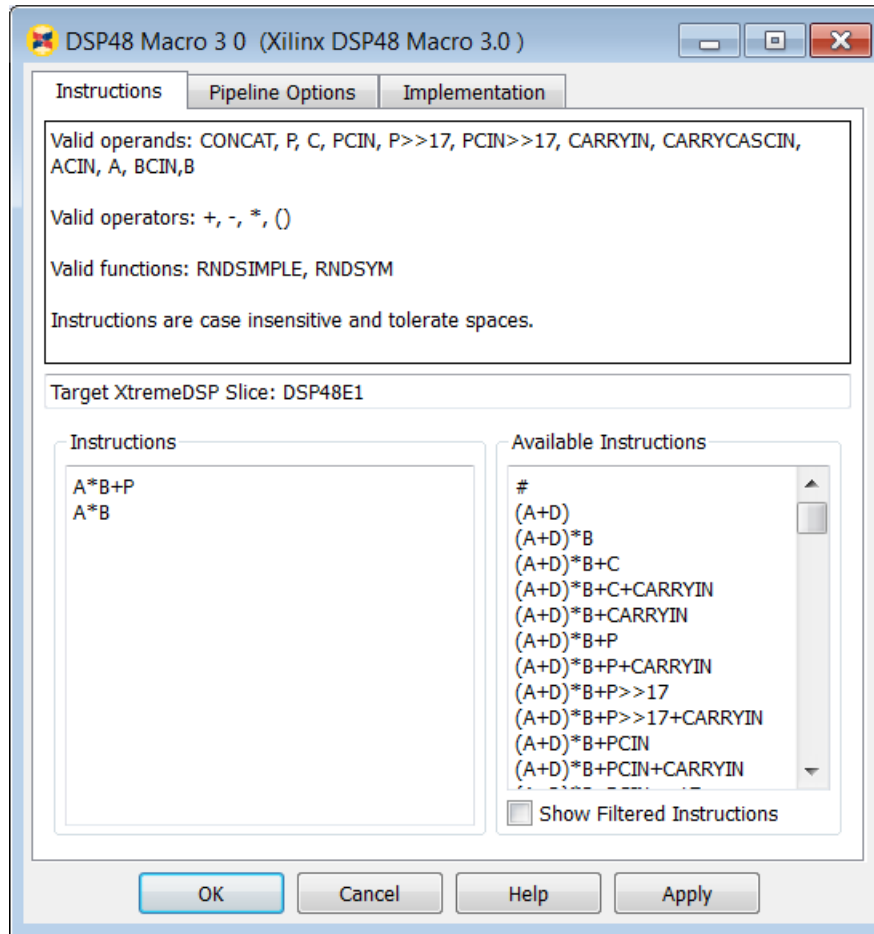 DSP48 Macro 3 0 (Xilinx DSP48 Macro 3.0 )
Instructions Pipeline Options Implementation
Valid operands: CONCAT, P, C, PCIN, P>>17, PCIN>>17, CARRYIN, CARRYCASCIN,
ACIN, A, BCIN,B
Valid operators: +, -, *, ()
Valid functions: RNDSIMPLE, RNDSYM
Instructions are case insensitive and tolerate spaces.
Target XtremeDSP Slice: DSP48E1
Instructions
A*B+P
A*B
Available Instructions
#
(A+D)
(A+D)*B
(A+D)*B+C
(A+D)*B+C+CARRYIN
(A+D)*B+CARRYIN
(A+D)*B+P
(A+D)*B+P+CARRYIN
(A+D)*B+P>>17
(A+D)*B+P>>17+CARRYIN
(A+D)*B+PCIN
(A+D)*B+PCIN+CARRYIN
Show Filtered Instructions
OK Cancel Help Apply